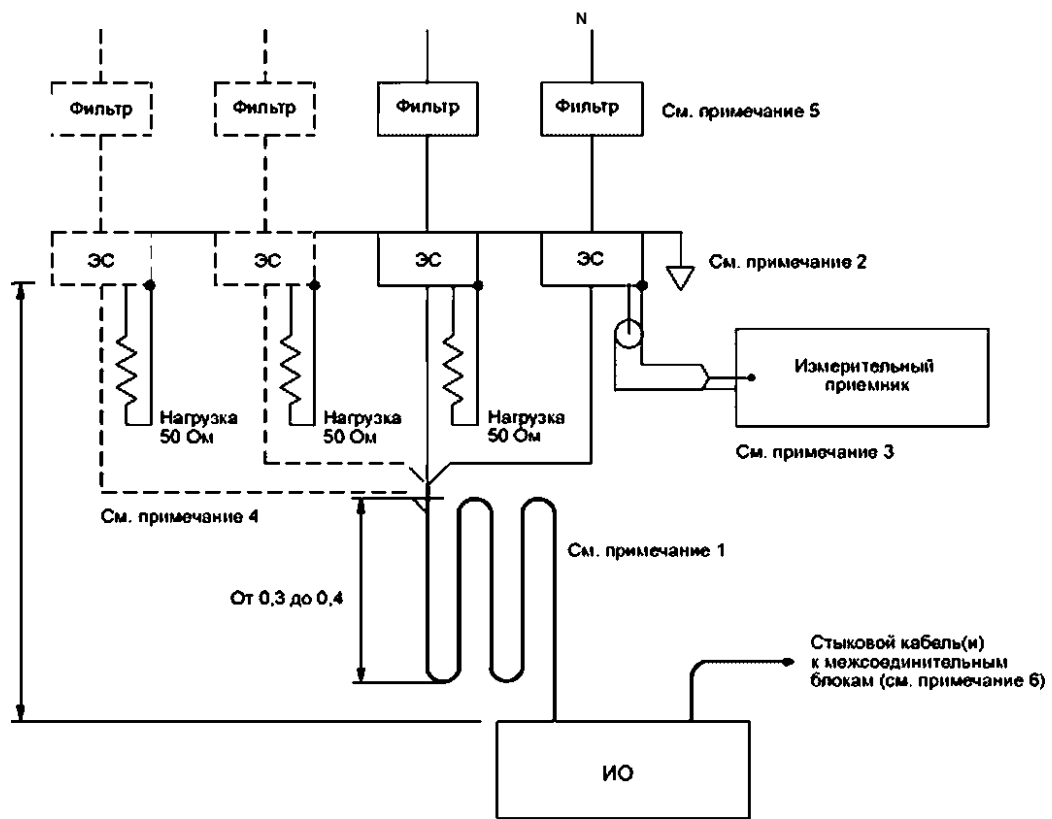 N
Фильтр
Фильтр
Фильтр
Фильтр
См. примечание 5
ЭС
ЭС
ЭС
ЭС
См. примечание 2
Измерительный
приемник
Нагрузка
50 Ом
Нагрузка
50 Ом
Нагрузка
50 Ом
См. примечание 3
См. примечание 4
См. примечание 1
От 0,3 до 0,4
Стыковой кабель(и)
к межсоединительным
блокам (см. примечание 6)
ИО